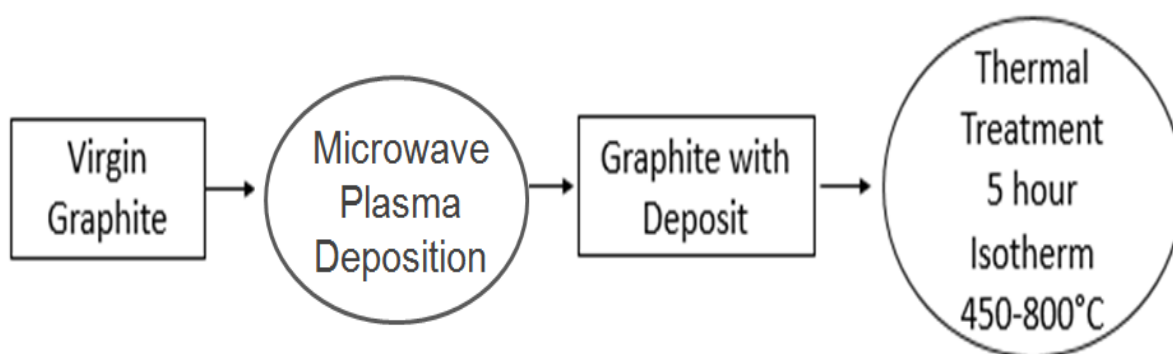 Virgin
Graphite
Microwave
Plasma
Deposition
Graphite with
Deposit
Thermal
Treatment
5 hour
Isotherm
450-800°C